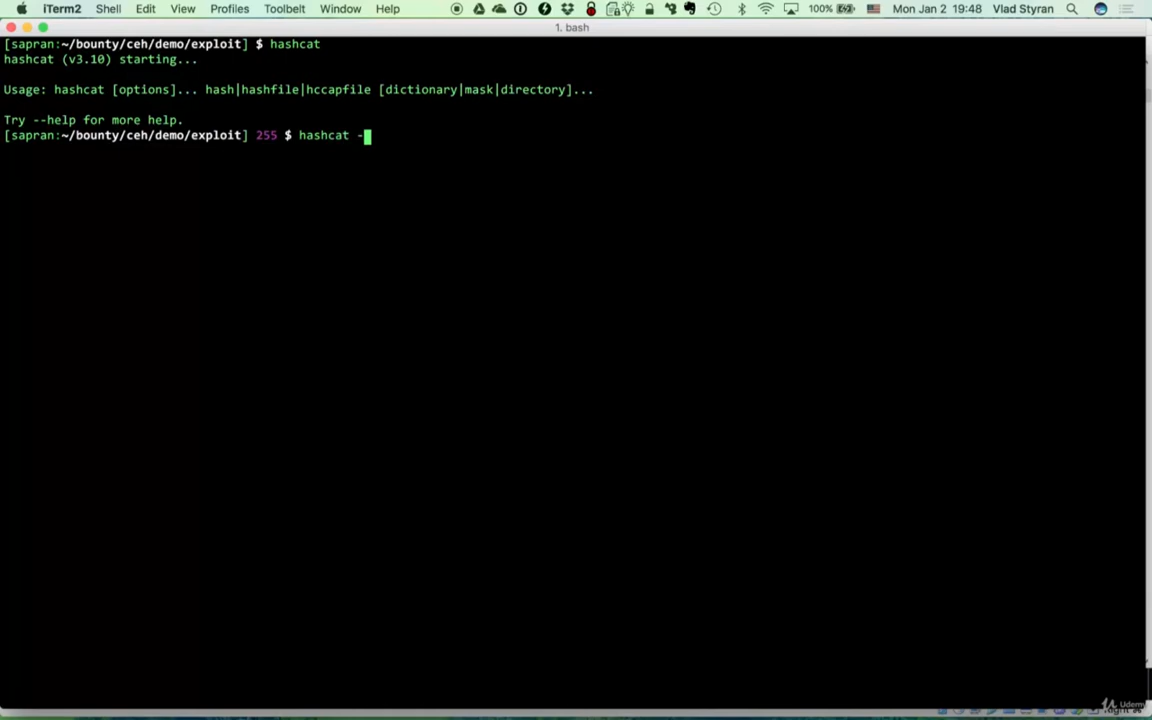 iTerm2 Shell Edit View Profiles Toolbelt Window Help 100% Mon Jan 2 19:48 Vlad Styran
1. bash
[sapran:~/bounty/ceh/demo/exploit] $ hashcat
hashcat (v3.10) starting...
Usage: hashcat [options]... hash|hashfile|hccapfile [dictionary|mask|directory]...
Try --help for more help.
[sapran:~/bounty/ceh/demo/exploit] 255 $ hashcat -
Udemy